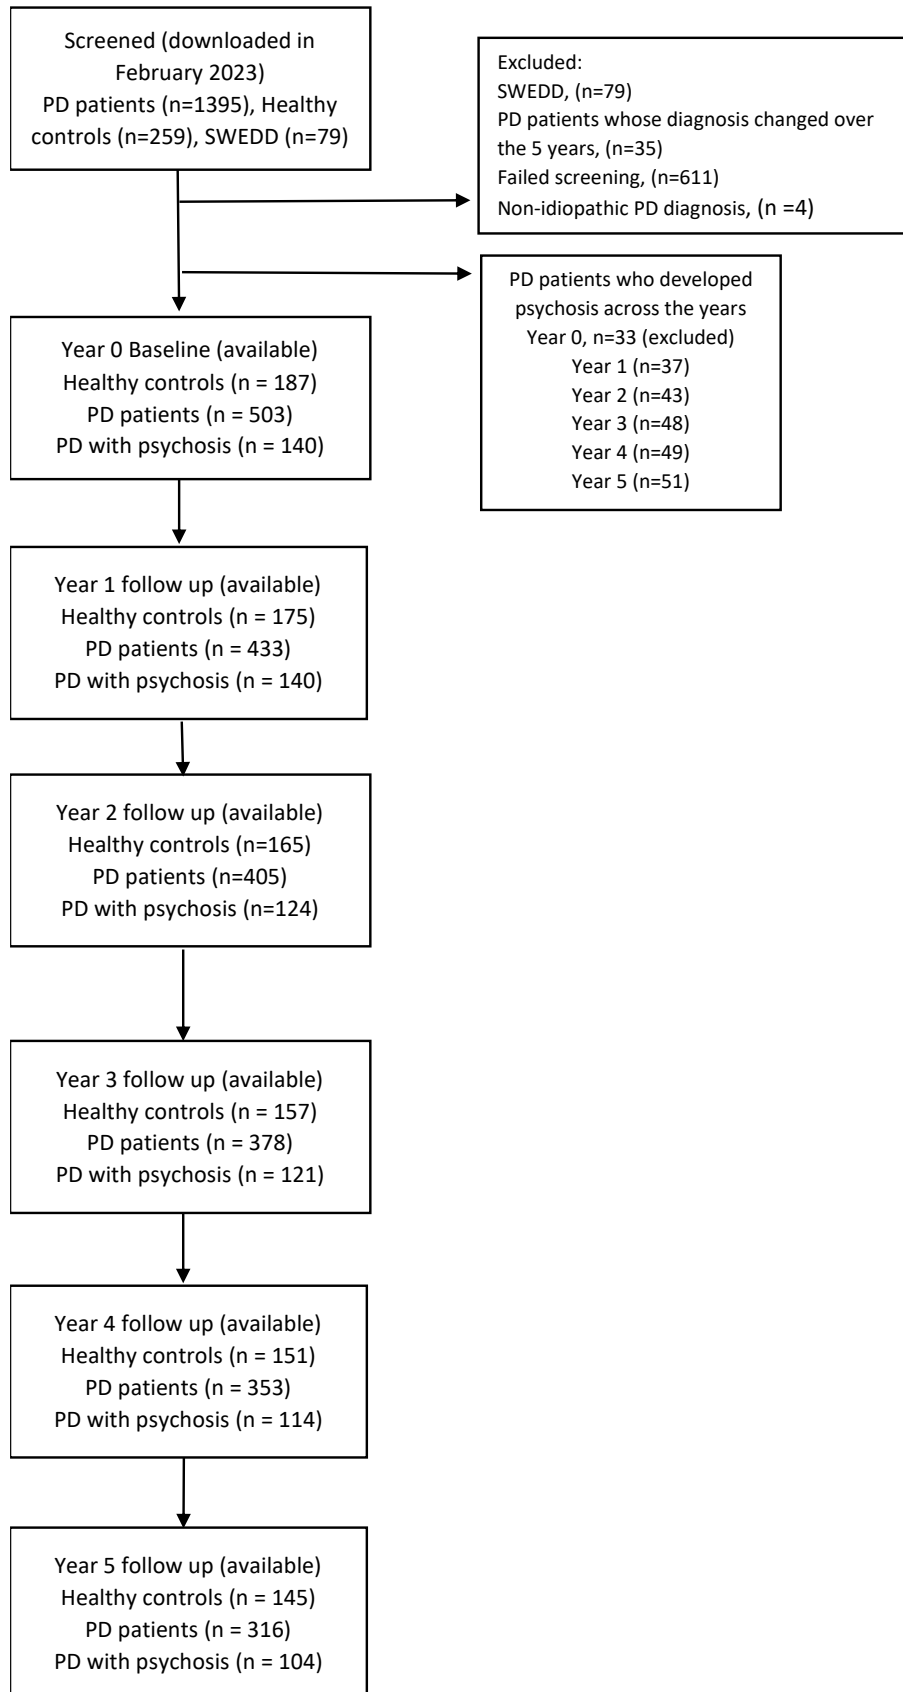 Screened (downloaded in
February 2023)
PD patients (n=1395), Healthy
controls (n=259), SWEDD (n=79)
Excluded:
SWEDD, (n=79)
PD patients whose diagnosis changed over
the 5 years, (n=35)
Failed screening, (n=611)
Non-idiopathic PD diagnosis, (n =4)
PD patients who developed
psychosis across the years
Year 0, n=33 (excluded)
Year 1 (n=37)
Year 2 (n=43)
Year 3 (n=48)
Year 4 (n=49)
Year 5 (n=51)
Year 0 Baseline (available)
Healthy controls (n = 187)
PD patients (n = 503)
PD with psychosis (n = 140)
Year 1 follow up (available)
Healthy controls (n = 175)
PD patients (n = 433)
PD with psychosis (n = 140)
Year 2 follow up (available)
Healthy controls (n=165)
PD patients (n=405)
PD with psychosis (n=124)
Year 3 follow up (available)
Healthy controls (n = 157)
PD patients (n = 378)
PD with psychosis (n = 121)
Year 4 follow up (available)
Healthy controls (n = 151)
PD patients (n = 353)
PD with psychosis (n = 114)
Year 5 follow up (available)
Healthy controls (n = 145)
PD patients (n = 316)
PD with psychosis (n = 104)